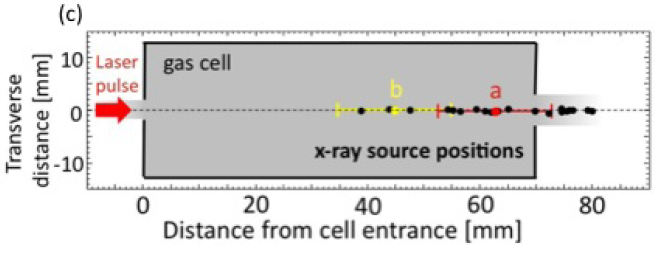 (c)
Laser
pulse
gas cell
b
a
x-ray source positions
Transverse
distance [mm]
10
0
-10
0
20
40
60
80
Distance from cell entrance [mm]